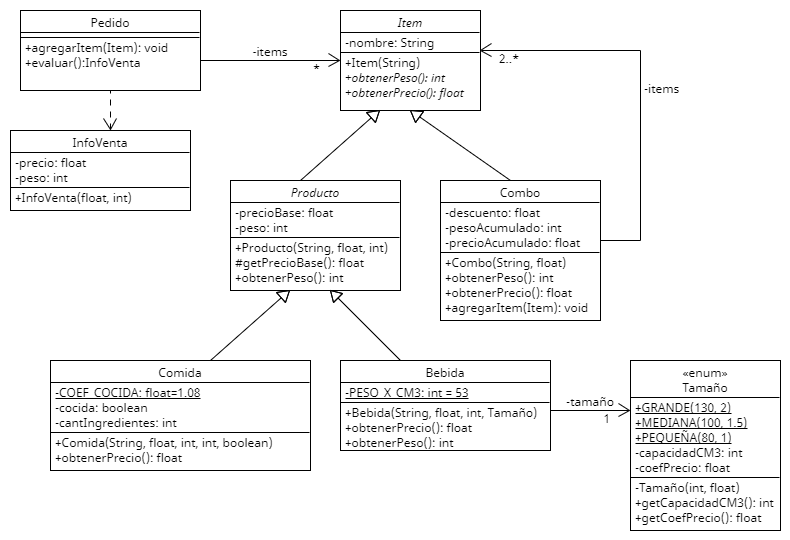 Pedido
+agregarItem(Item): void
+evaluar():InfoVenta
-items
*
Item
-nombre: String
+Item(String)
+obtenerPeso(): int
+obtenerPrecio(): float
2..*
-items
InfoVenta
-precio: float
-peso: int
+InfoVenta(float, int)
Producto
-precioBase: float
-peso: int
+Producto(String, float, int)
#getPrecioBase(): float
+obtenerPeso(): int
Combo
-descuento: float
-pesoAcumulado: int
-precioAcumulado: float
+Combo(String, float)
+obtenerPeso(): int
+obtenerPrecio(): float
+agregarItem(Item): void
Comida
-COEF_COCIDA: float=1.08
-cocida: boolean
-cantIngredientes: int
+Comida(String, float, int, int, boolean)
+obtenerPrecio(): float
Bebida
-PESO_X_CM3: int = 53
+Bebida(String, float, int, Tamaño)
+obtenerPrecio(): float
+obtenerPeso(): int
-tamaño
1
«enum»
Tamaño
+GRANDE(130, 2)
+MEDIANA(100, 1.5)
+PEQUEÑA(80, 1)
-capacidadCM3: int
-coefPrecio: float
-Tamaño(int, float)
+getCapacidadCM3(): int
+getCoefPrecio(): float